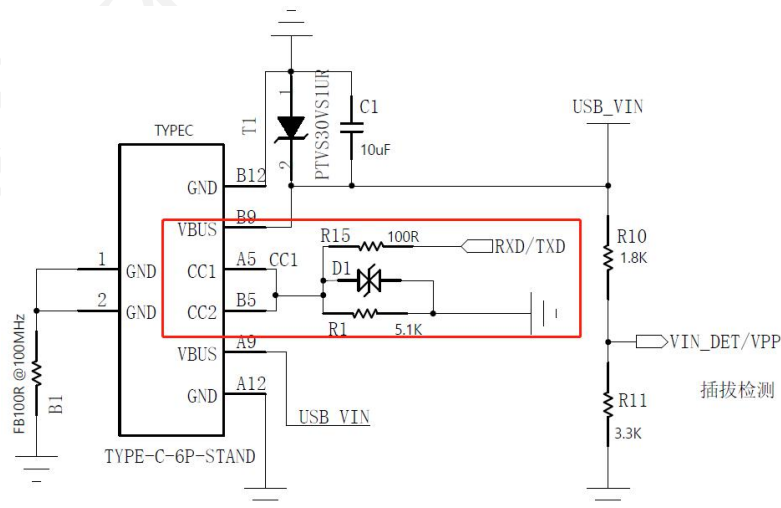 C1
10uF
T1
1
2
PTVS30VS1UR
USB_VIN
TYPEC
GND
B12
VBUS
B9
1
GND
CC1
A5
CC1
2
GND
CC2
B5
VBUS
A9
GND
A12
R15
100R
RXD/TXD
D1
R1
5.1K
R10
1.8K
VIN_DET/VPP
插拔检测
R11
3.3K
FB100R @100MHz
B1
USB_VIN
TYPE-C-6P-STAND